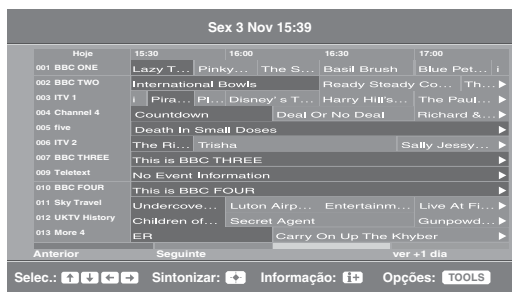 Sex 3 Nov 15:39
Hoje 15:30 16:00 16:30 17:00
001 BBC ONE Lazy T... Pinky... The S... Basil Brush Blue Pet... i
002 BBC TWO International Bowls Ready Steady Co... Th...
003 ITV 1 i Pira... Pl... Disney's T... Harry Hill's... The Paul...
004 Channel 4 Countdown Deal Or No Deal Richard &...
005 five Death In Small Doses
006 ITV 2 The Ri... Trisha Sally Jessy...
007 BBC THREE This is BBC THREE
009 Teletext No Event Information
010 BBC FOUR This is BBC FOUR
011 Sky Travel Undercove... Luton Airp... Entertainm... Live At Fi...
012 UKTV History Children of... Secret Agent Gunpowd...
013 More 4 ER Carry On Up The Khyber
Anterior Seguinte ver +1 dia
Selec.: Sintonizar: Informação: i+ Opções: TOOLS